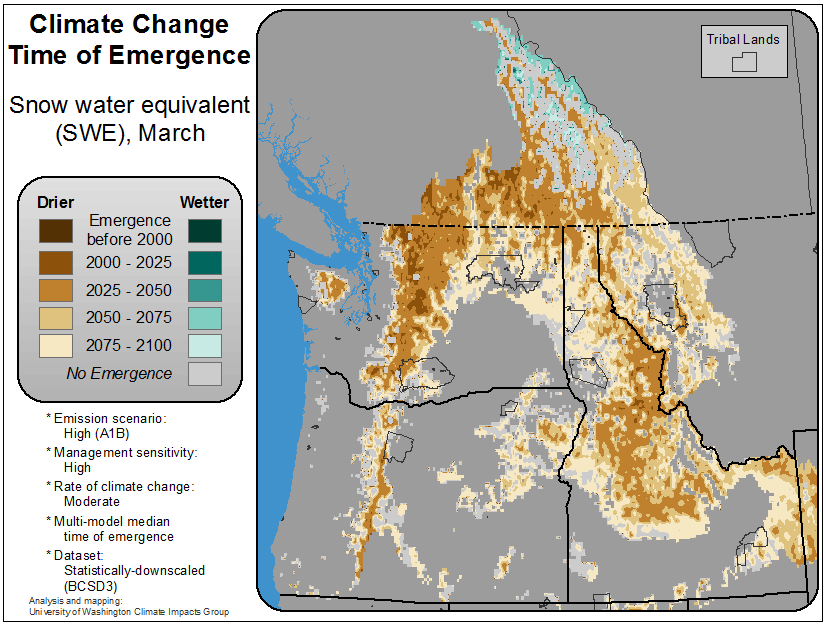 Climate Change
Time of Emergence
Snow water equivalent
(SWE), March
Drier
Wetter
Emergence
before 2000
2000 - 2025
2025 - 2050
2050 - 2075
2075 - 2100
No Emergence
* Emission scenario:
High (A1B)
* Management sensitivity:
High
* Rate of climate change:
Moderate
* Multi-model median
time of emergence
* Dataset:
Statistically-downscaled
(BCSD3)
Analysis and mapping:
University of Washington Climate Impacts Group
Tribal Lands